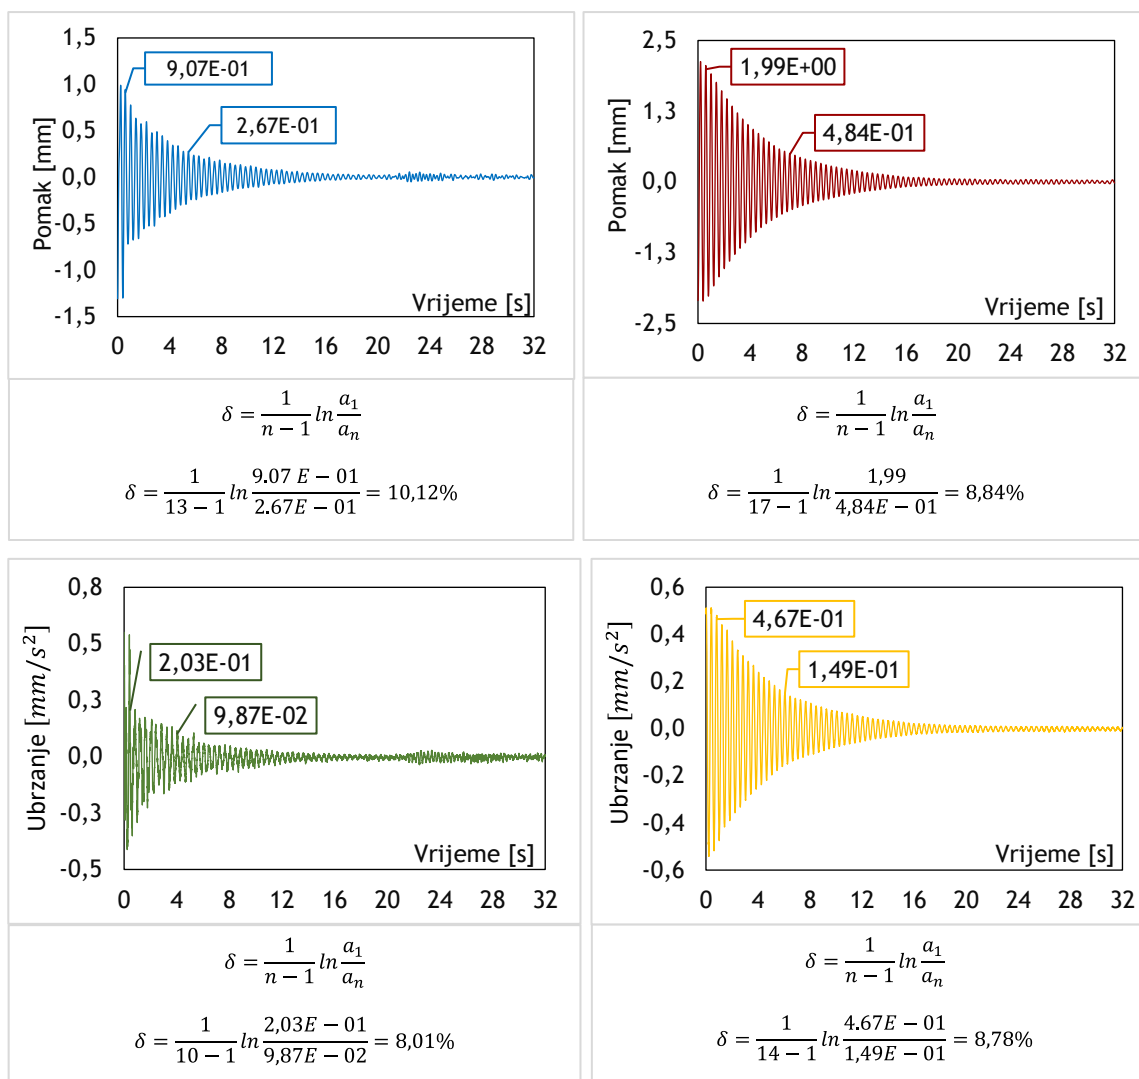 1,5
1,0
0,5
0,0
-0,5
-1,0
-1,5
Pomak [mm]
9,07E-01
2,67E-01
Vrijeme [s]
0 4 8 12 16 20 24 28 32
δ = 1/(n − 1) ln a₁/aₙ
δ = 1/(13 − 1) ln 9.07 E − 01/2.67E − 01 = 10,12%
2,5
1,3
0,0
-1,3
-2,5
Pomak [mm]
1,99E+00
4,84E-01
Vrijeme [s]
0 4 8 12 16 20 24 28 32
δ = 1/(n − 1) ln a₁/aₙ
δ = 1/(17 − 1) ln 1,99/4,84E − 01 = 8,84%
0,8
0,5
0,3
0,0
-0,3
-0,5
Ubrzanje [mm/s²]
2,03E-01
9,87E-02
Vrijeme [s]
0 4 8 12 16 20 24 28 32
δ = 1/(n − 1) ln a₁/aₙ
δ = 1/(10 − 1) ln 2,03E − 01/9,87E − 02 = 8,01%
0,6
0,4
0,2
0,0
-0,2
-0,4
-0,6
Ubrzanje [mm/s²]
4,67E-01
1,49E-01
Vrijeme [s]
0 4 8 12 16 20 24 28 32
δ = 1/(n − 1) ln a₁/aₙ
δ = 1/(14 − 1) ln 4.67E − 01/1,49E − 01 = 8,78%